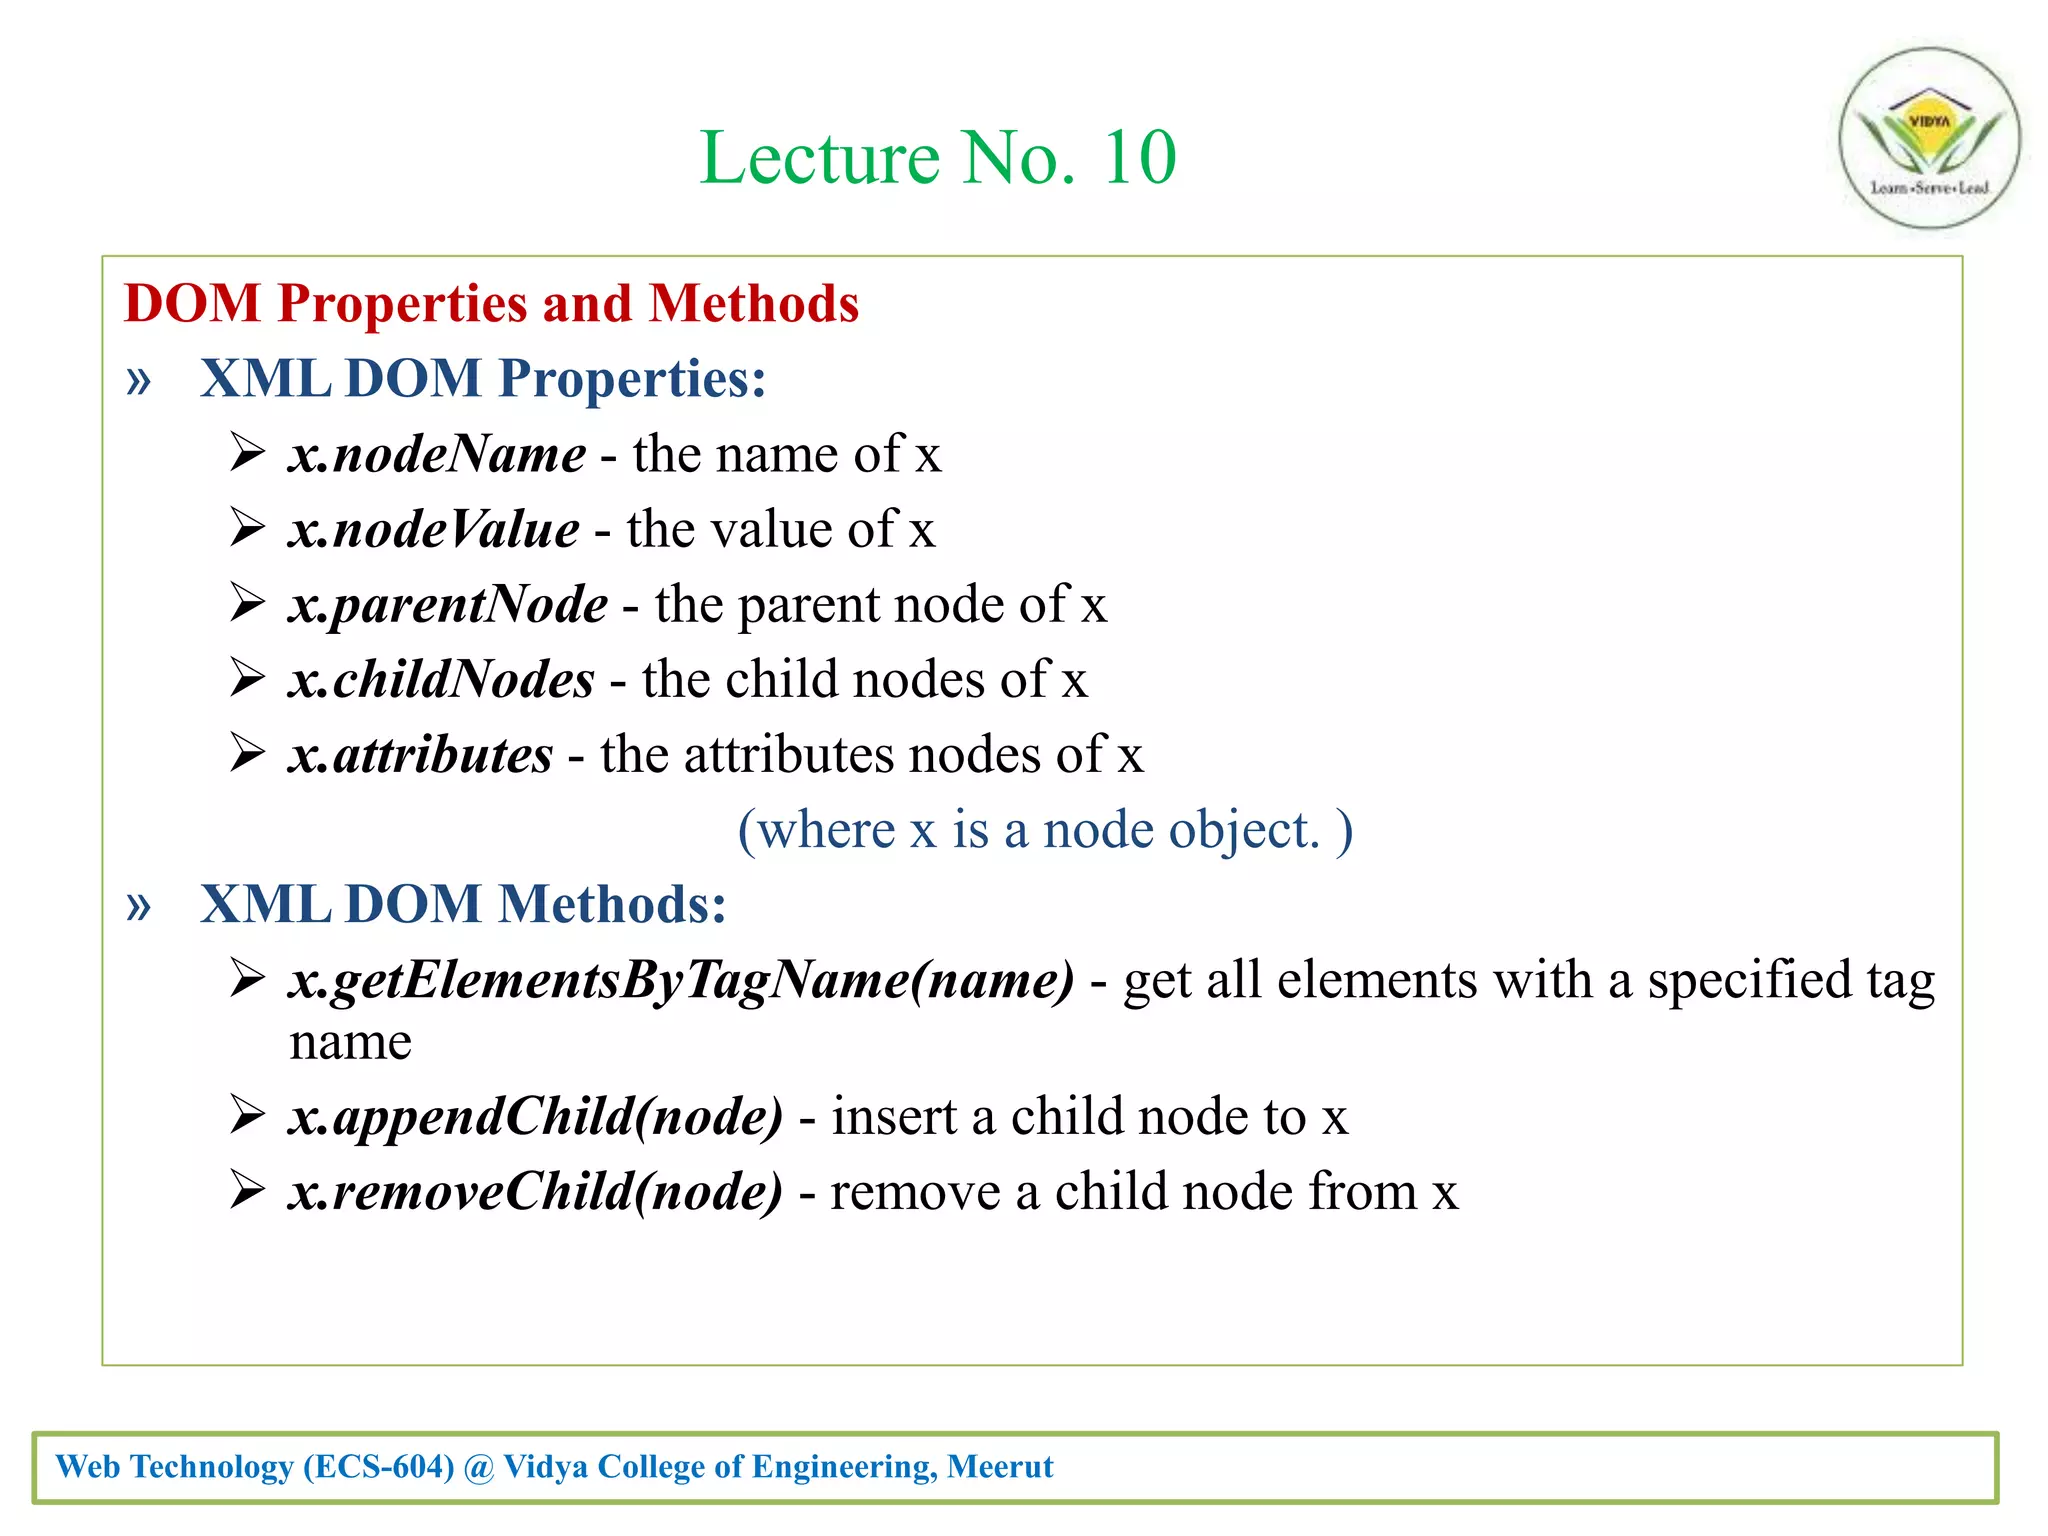 Lecture No. 10
VIDYA
Learn•Serve•Lead
DOM Properties and Methods
» XML DOM Properties:
➢ x.nodeName - the name of x
➢ x.nodeValue - the value of x
➢ x.parentNode - the parent node of x
➢ x.childNodes - the child nodes of x
➢ x.attributes - the attributes nodes of x
(where x is a node object. )
» XML DOM Methods:
➢ x.getElementsByTagName(name) - get all elements with a specified tag
name
➢ x.appendChild(node) - insert a child node to x
➢ x.removeChild(node) - remove a child node from x
Web Technology (ECS-604) @ Vidya College of Engineering, Meerut